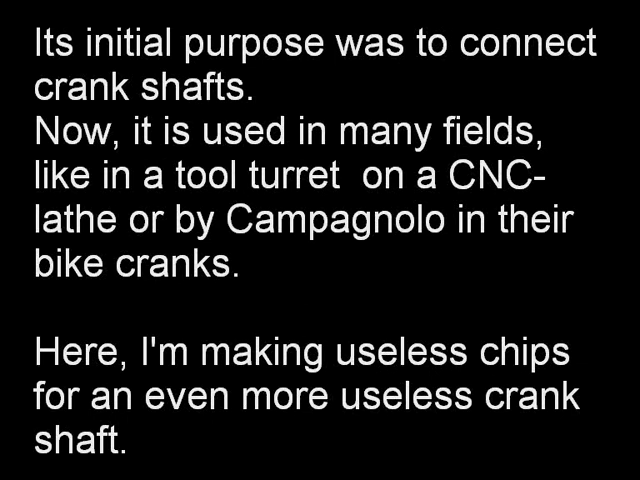 Its initial purpose was to connect
crank shafts.
Now, it is used in many fields,
like in a tool turret  on a CNC-
lathe or by Campagnolo in their
bike cranks.
Here, I'm making useless chips
for an even more useless crank
shaft.